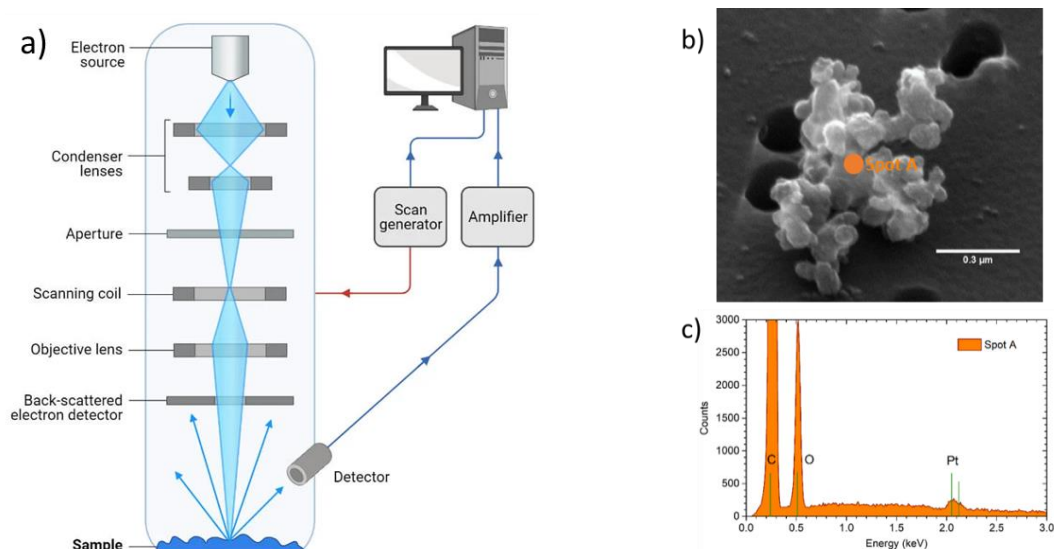 a)
Electron
source
Condenser
lenses
Aperture
Scanning coil
Objective lens
Back-scattered
electron detector
Sample
Scan
generator
Amplifier
Detector
b)
Spot A
0.3 µm
c)
3000
2500
2000
1500
1000
500
0
Counts
Spot A
C
O
Pt
0.0
0.5
1.0
1.5
2.0
2.5
3.0
Energy (keV)